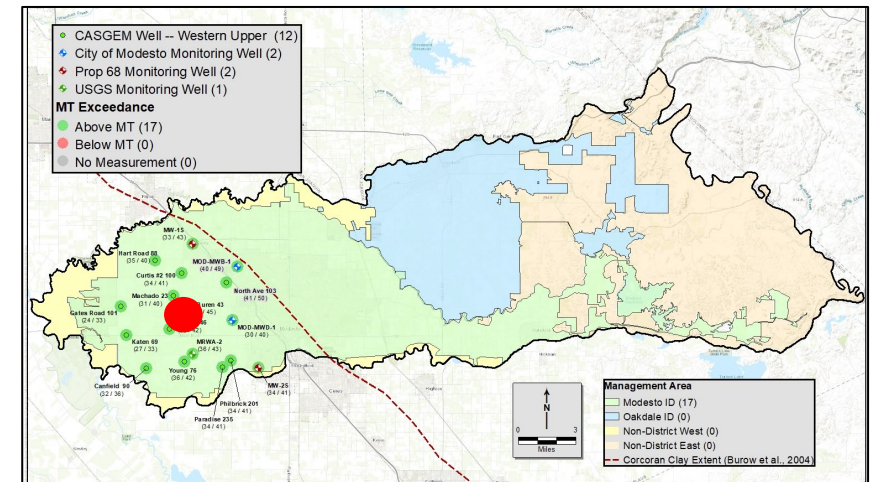 CASGEM Well -- Western Upper (12)
City of Modesto Monitoring Well (2)
Prop 68 Monitoring Well (2)
USGS Monitoring Well (1)
MT Exceedance
Above MT (17)
Below MT (0)
No Measurement (0)
MW-15
(33 / 43)
Hart Road 68
(35 / 40)
MOD-MWB-1
(40 / 49)
Curtis #2 100
(34 / 41)
North Ave 103
(41 / 50)
Machado 23
(31 / 40)
43
45)
Gates Road 101
(24 / 33)
MOD-MWD-1
(30 / 40)
Katen 69
(27 / 33)
MRWA-2
(36 / 43)
Young 76
(36 / 42)
Canfield 90
(32 / 36)
MW-25
(34 / 41)
Philbrick 201
(34 / 41)
Paradise 235
(34 / 41)
N
0 3
Miles
Management Area
Modesto ID (17)
Oakdale ID (0)
Non-District West (0)
Non-District East (0)
Corcoran Clay Extent (Burow et al., 2004)